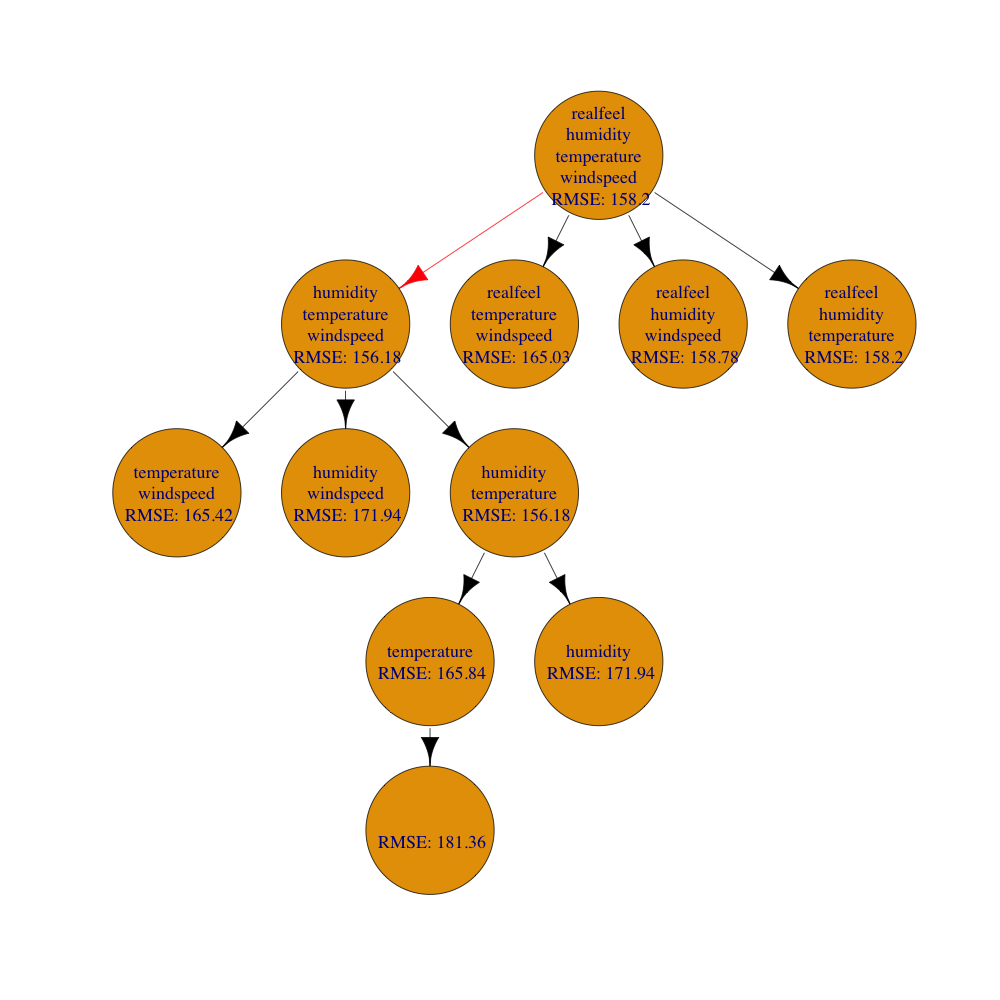 realfeel
humidity
temperature
windspeed
RMSE: 158.2
humidity
temperature
windspeed
RMSE: 156.18
realfeel
temperature
windspeed
RMSE: 165.03
realfeel
humidity
windspeed
RMSE: 158.78
realfeel
humidity
temperature
RMSE: 158.2
temperature
windspeed
RMSE: 165.42
humidity
windspeed
RMSE: 171.94
humidity
temperature
RMSE: 156.18
temperature
RMSE: 165.84
humidity
RMSE: 171.94
RMSE: 181.36